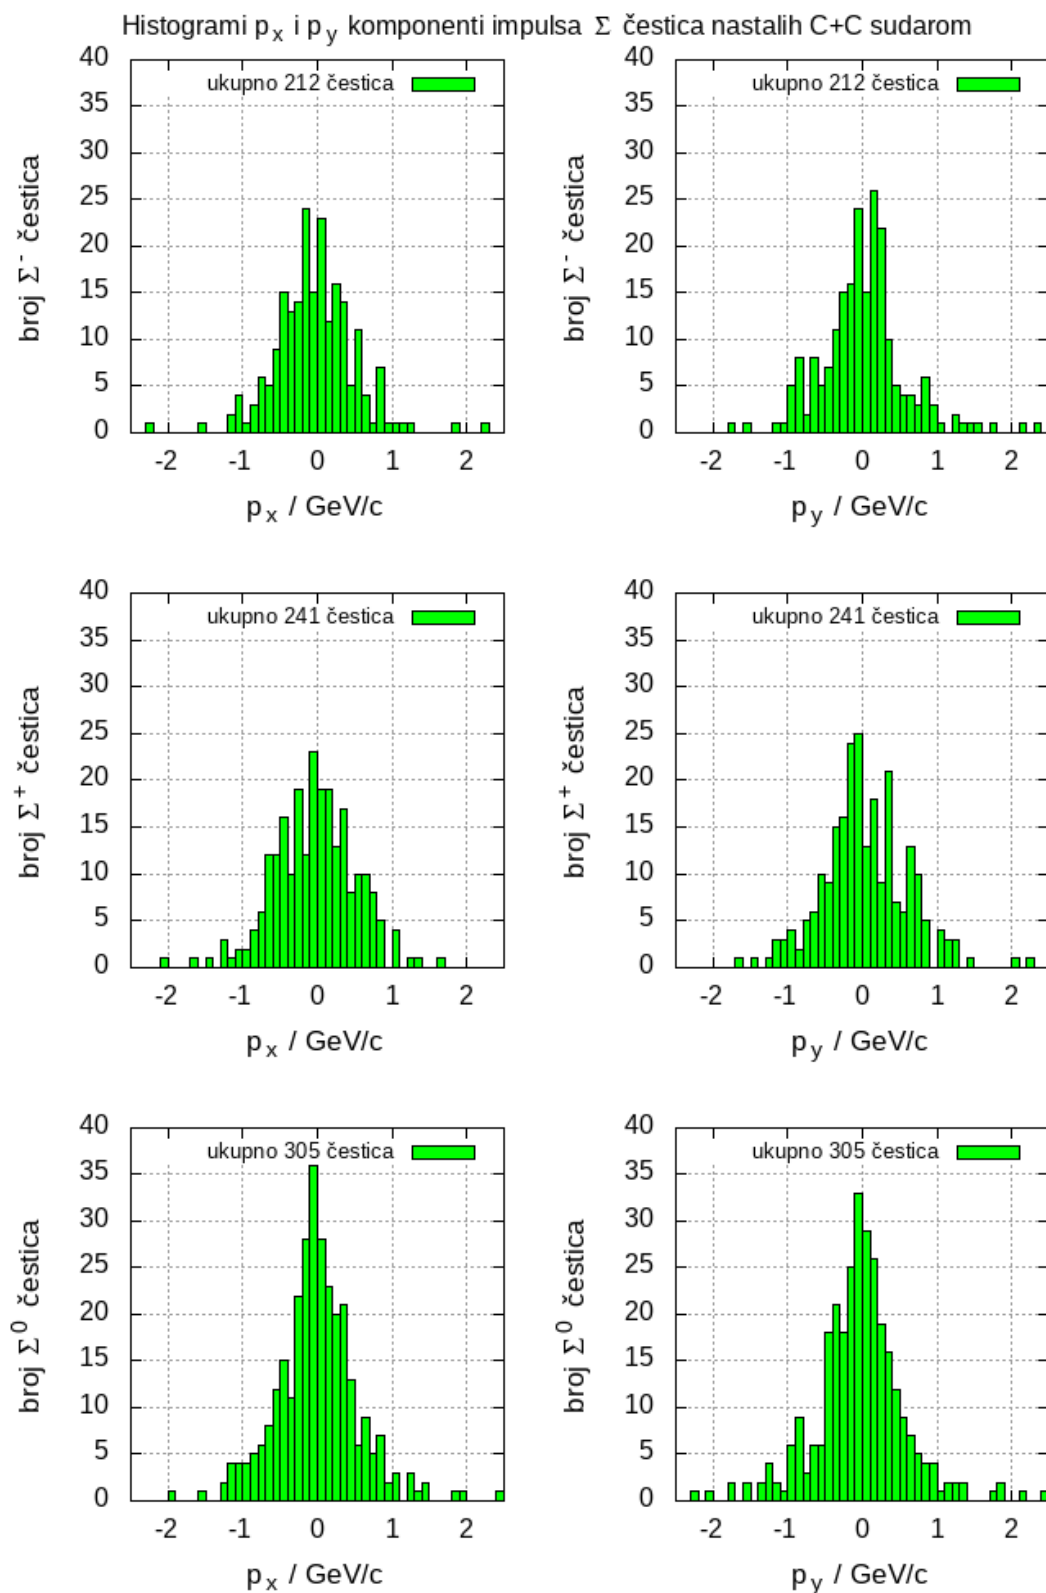 Histogrami p_x i p_y komponenti impulsa Σ čestica nastalih C+C sudarom
40
35
30
25
20
15
10
5
0
broj Σ⁻ čestica
ukupno 212 čestica
-2 -1 0 1 2
p_x / GeV/c
40
35
30
25
20
15
10
5
0
broj Σ⁻ čestica
ukupno 212 čestica
-2 -1 0 1 2
p_y / GeV/c
40
35
30
25
20
15
10
5
0
broj Σ⁺ čestica
ukupno 241 čestica
-2 -1 0 1 2
p_x / GeV/c
40
35
30
25
20
15
10
5
0
broj Σ⁺ čestica
ukupno 241 čestica
-2 -1 0 1 2
p_y / GeV/c
40
35
30
25
20
15
10
5
0
broj Σ⁰ čestica
ukupno 305 čestica
-2 -1 0 1 2
p_x / GeV/c
40
35
30
25
20
15
10
5
0
broj Σ⁰ čestica
ukupno 305 čestica
-2 -1 0 1 2
p_y / GeV/c